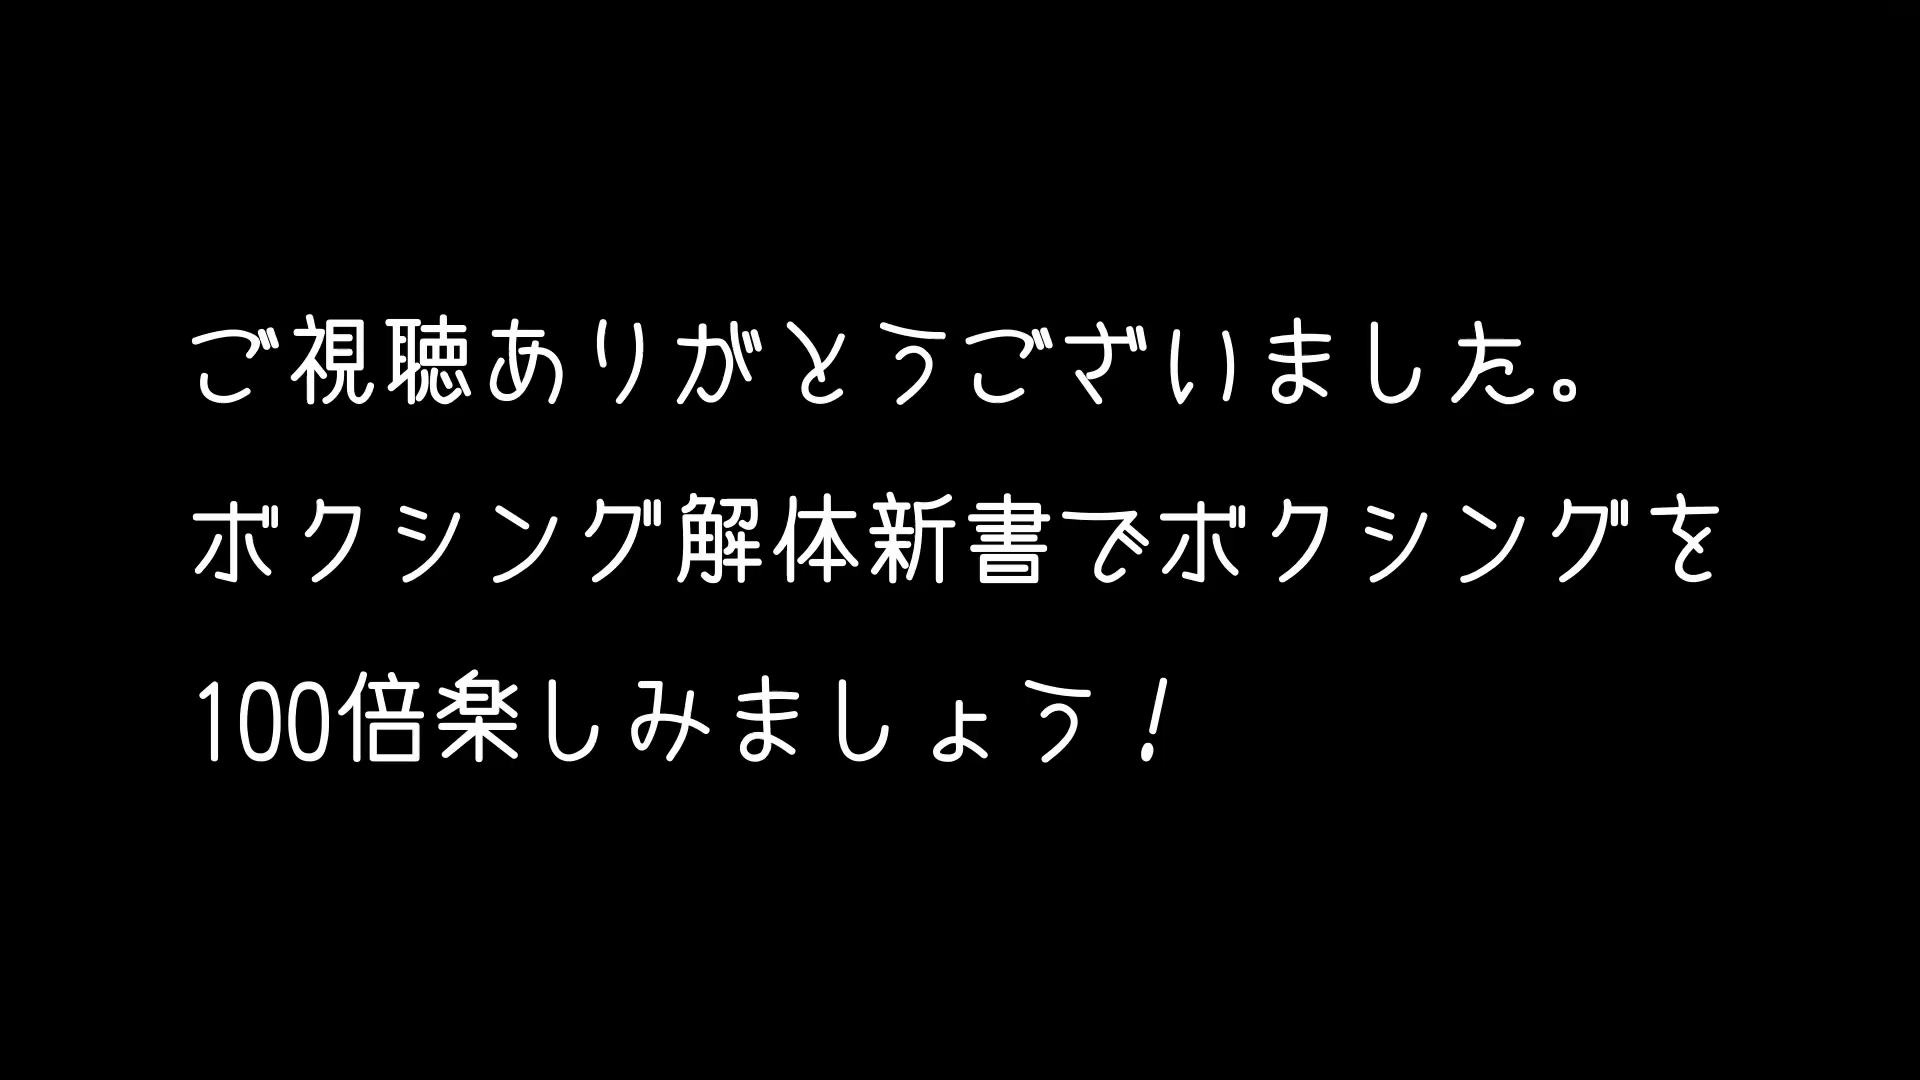 ご視聴ありがとうございました。
ボクシング解体新書でボクシングを
100倍楽しみましょう！